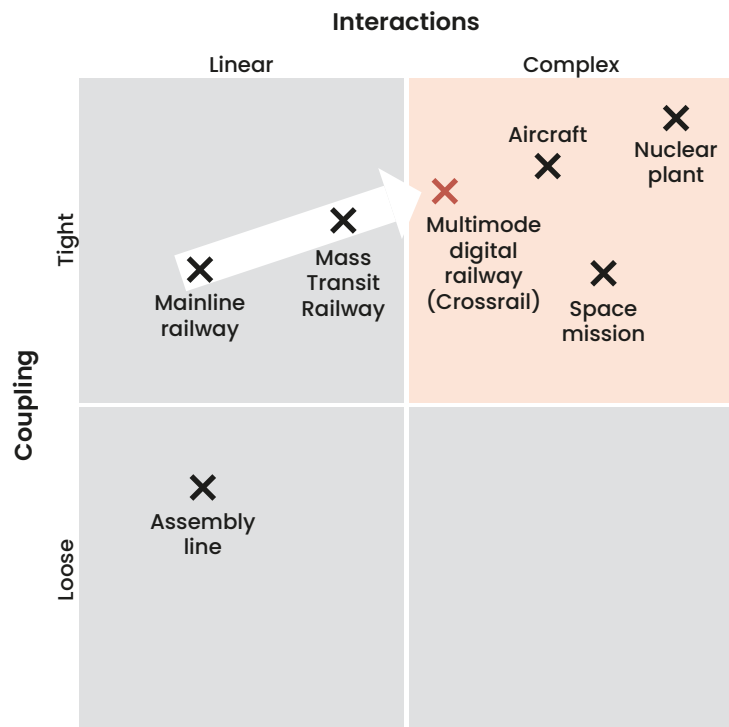 Interactions
Linear
Complex
Coupling
Tight
Loose
Aircraft
Nuclear
plant
Multimode
digital
railway
(Crossrail)
Mass
Transit
Railway
Mainline
railway
Space
mission
Assembly
line